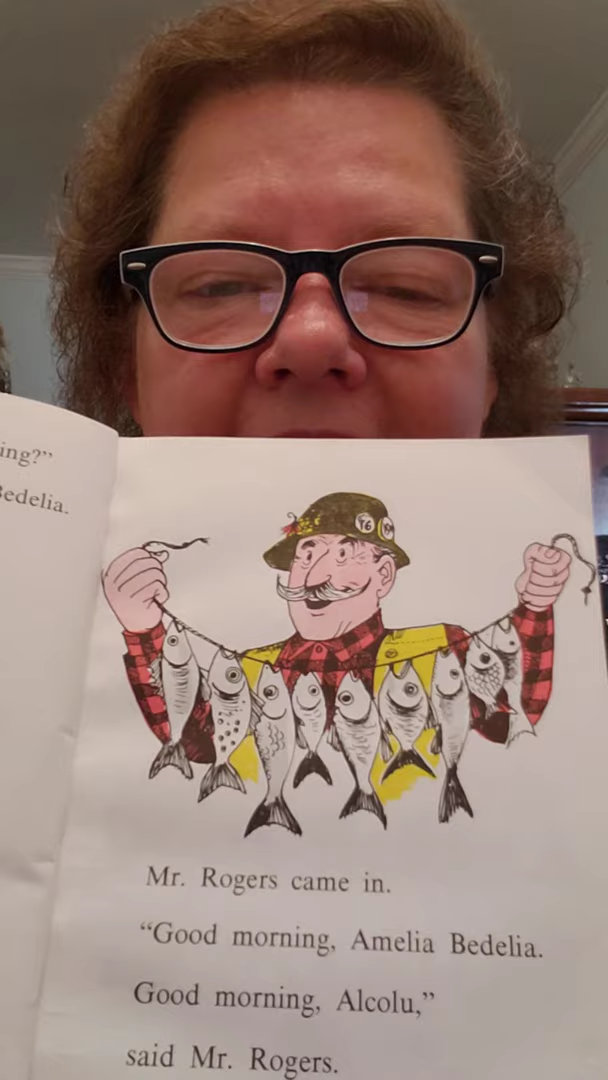 ing?”
Bedelia.
Mr. Rogers came in.
“Good morning, Amelia Bedelia.
Good morning, Alcolu,”
said Mr. Rogers.